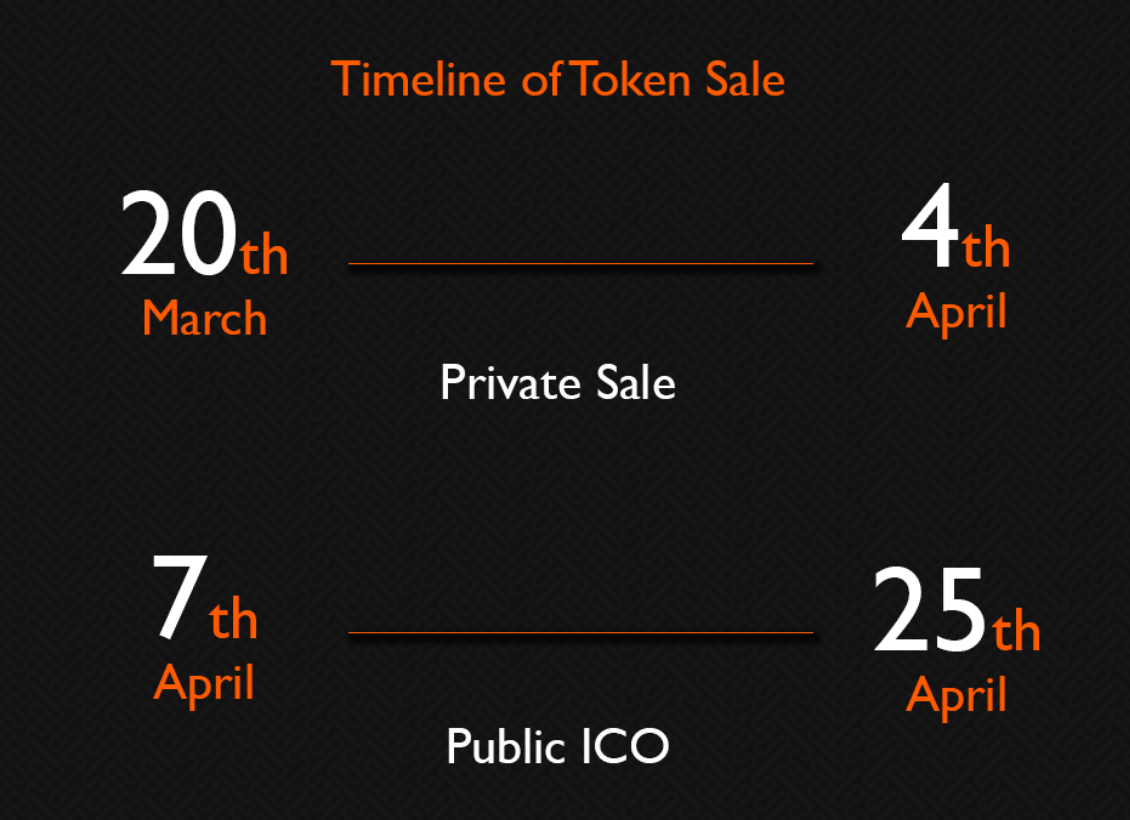 Timeline of Token Sale
20th 4th
March April
Private Sale
7th 25th
April April
Public ICO